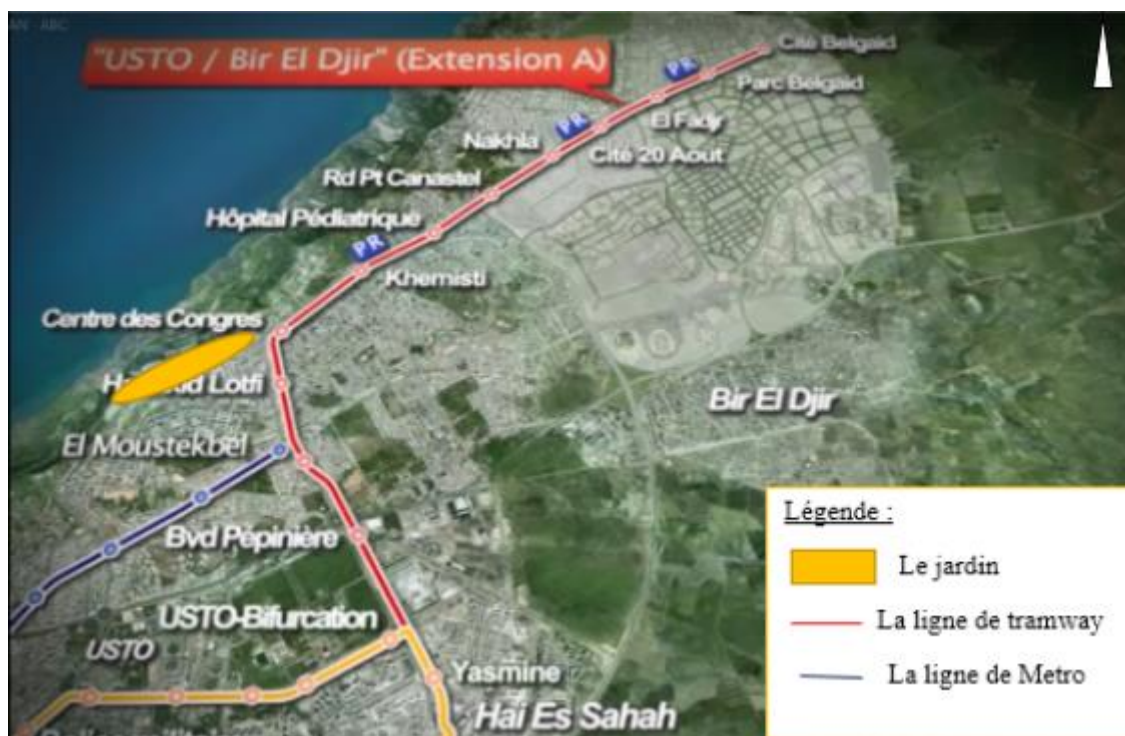 "USTO / Bir El Djir" (Extension A)
Cité Belgaid
PR
Parc Belgaid
El Fadjr
PR
Nakhla
Cité 20 Aout
Rd Pt Canastel
Hôpital Pédiatrique
PR
Khemisti
Centre des Congres
Lotfi
Bir El Djir
El Moustekbel
Légende :
Bvd Pépinière
Le jardin
USTO-Bifurcation
La ligne de tramway
USTO
Yasmine
La ligne de Metro
Haï Es Sahah